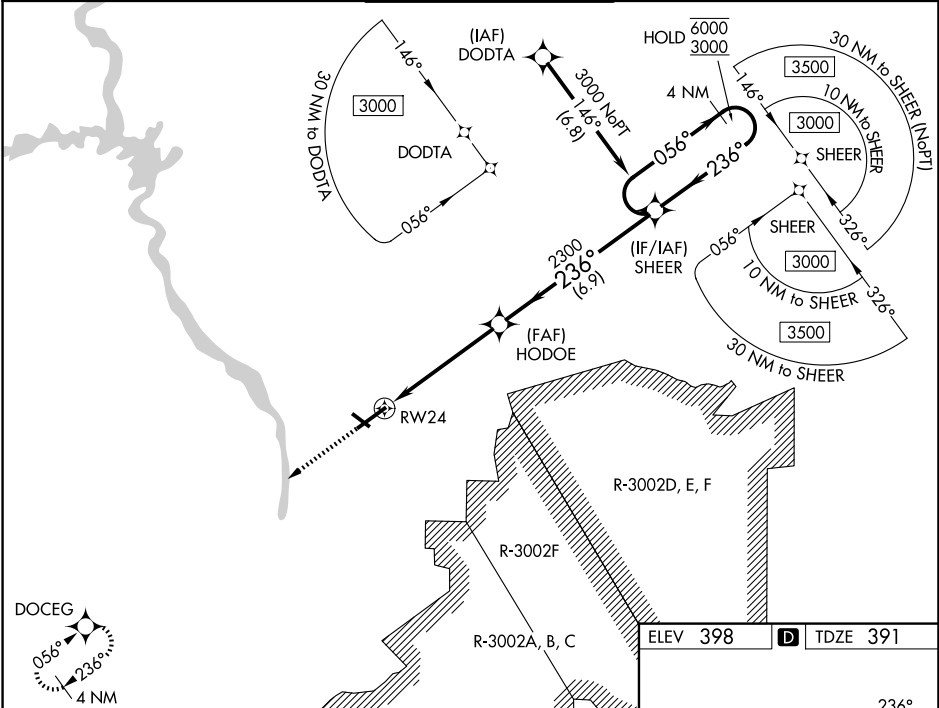 (IAF)
DODTA
3000 NoPT
146°
(6.8)
HOLD 6000
3000
4 NM
056°
236°
(IF/IAF)
SHEER
2300
236°
(6.9)
(FAF)
HODOE
RW24
30 NM to DODTA
146°
3000
DODTA
056°
30 NM to SHEER (NoPT)
3500
146°
10 NM to SHEER
3000
SHEER
326°
SHEER
056°
3000
10 NM to SHEER
326°
3500
30 NM to SHEER
R-3002D, E, F
R-3002F
R-3002A, B, C
DOCEG
056°
236°
4 NM
ELEV 398 D TDZE 391
236°